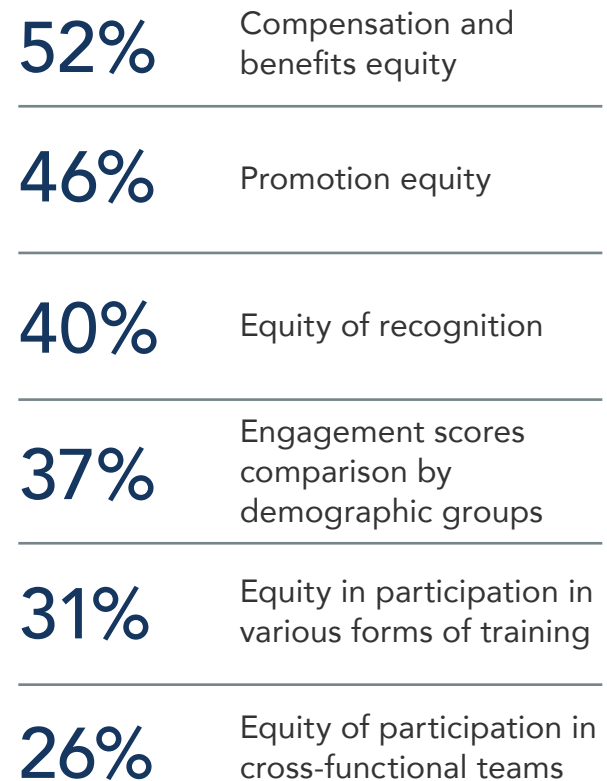 52%
Compensation and
benefits equity
46%
Promotion equity
40%
Equity of recognition
37%
Engagement scores
comparison by
demographic groups
31%
Equity in participation in
various forms of training
26%
Equity of participation in
cross-functional teams